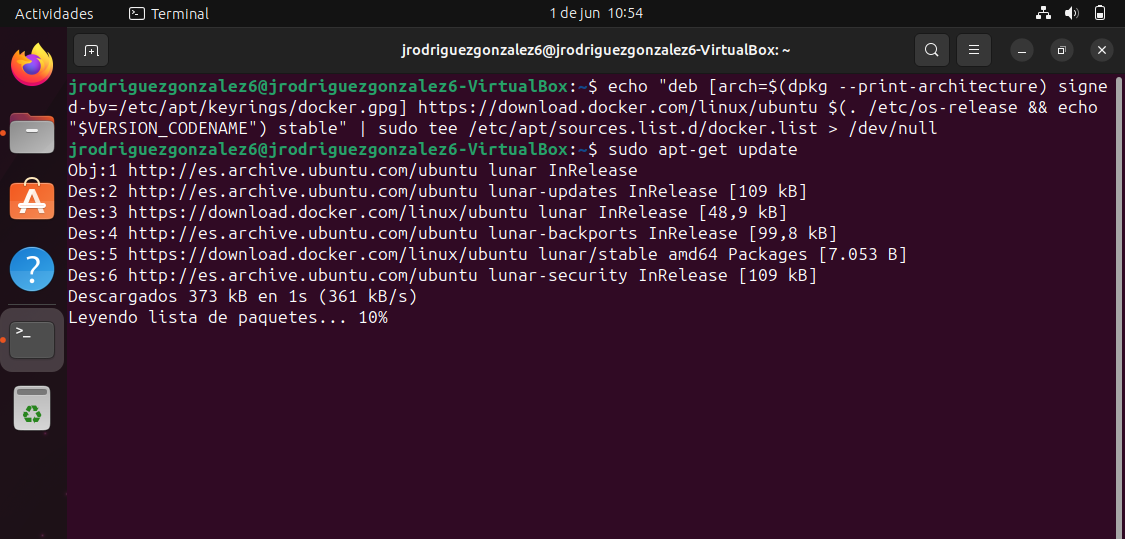 Actividades Terminal 1 de jun 10:54
jrodriguezgonzalez6@jrodriguezgonzalez6-VirtualBox: ~
jrodriguezgonzalez6@jrodriguezgonzalez6-VirtualBox:~$ echo "deb [arch=$(dpkg --print-architecture) signe
d-by=/etc/apt/keyrings/docker.gpg] https://download.docker.com/linux/ubuntu $(. /etc/os-release && echo
"$VERSION_CODENAME") stable" | sudo tee /etc/apt/sources.list.d/docker.list > /dev/null
jrodriguezgonzalez6@jrodriguezgonzalez6-VirtualBox:~$ sudo apt-get update
Obj:1 http://es.archive.ubuntu.com/ubuntu lunar InRelease
Des:2 http://es.archive.ubuntu.com/ubuntu lunar-updates InRelease [109 kB]
Des:3 https://download.docker.com/linux/ubuntu lunar InRelease [48,9 kB]
Des:4 http://es.archive.ubuntu.com/ubuntu lunar-backports InRelease [99,8 kB]
Des:5 https://download.docker.com/linux/ubuntu lunar/stable amd64 Packages [7.053 B]
Des:6 http://es.archive.ubuntu.com/ubuntu lunar-security InRelease [109 kB]
Descargados 373 kB en 1s (361 kB/s)
Leyendo lista de paquetes... 10%